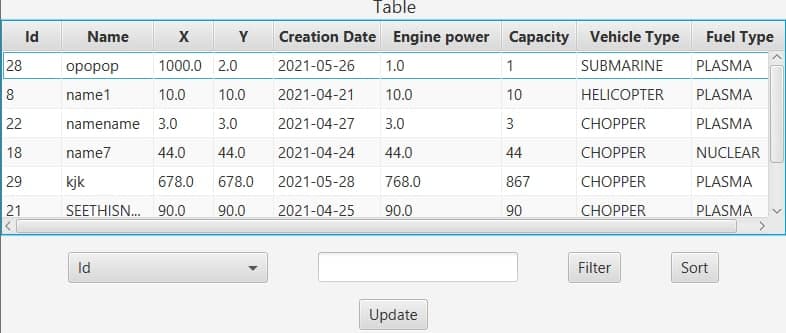 Table
Id Name X Y Creation Date Engine power Capacity Vehicle Type Fuel Type
28 opopop 1000.0 2.0 2021-05-26 1.0 1 SUBMARINE PLASMA
8 name1 10.0 10.0 2021-04-21 10.0 10 HELICOPTER PLASMA
22 namename 3.0 3.0 2021-04-27 3.0 3 CHOPPER PLASMA
18 name7 44.0 44.0 2021-04-24 44.0 44 CHOPPER NUCLEAR
29 kjk 678.0 678.0 2021-05-28 768.0 867 CHOPPER PLASMA
21 SEETHISN... 90.0 90.0 2021-04-25 90.0 90 CHOPPER PLASMA
Id Filter Sort
Update